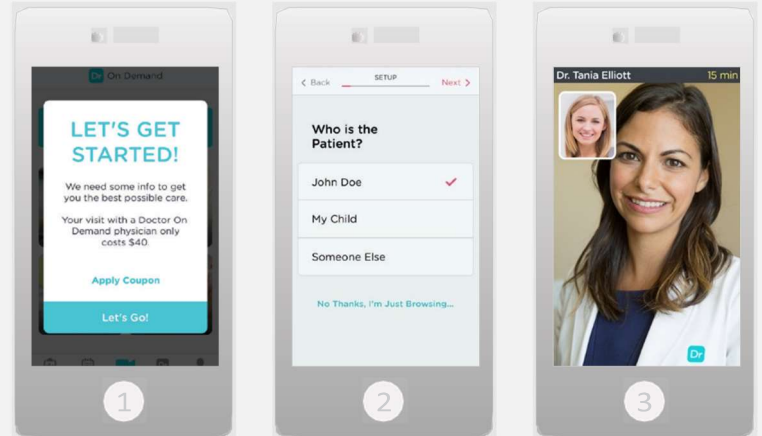 Dr On Demand
LET'S GET
STARTED!
We need some info to get
you the best possible care.
Your visit with a Doctor On
Demand physician only
costs $40.
Apply Coupon
Let's Go!
1
< Back SETUP Next >
Who is the
Patient?
John Doe
My Child
Someone Else
No Thanks, I'm Just Browsing...
2
Dr. Tania Elliott 15 min
Dr
3